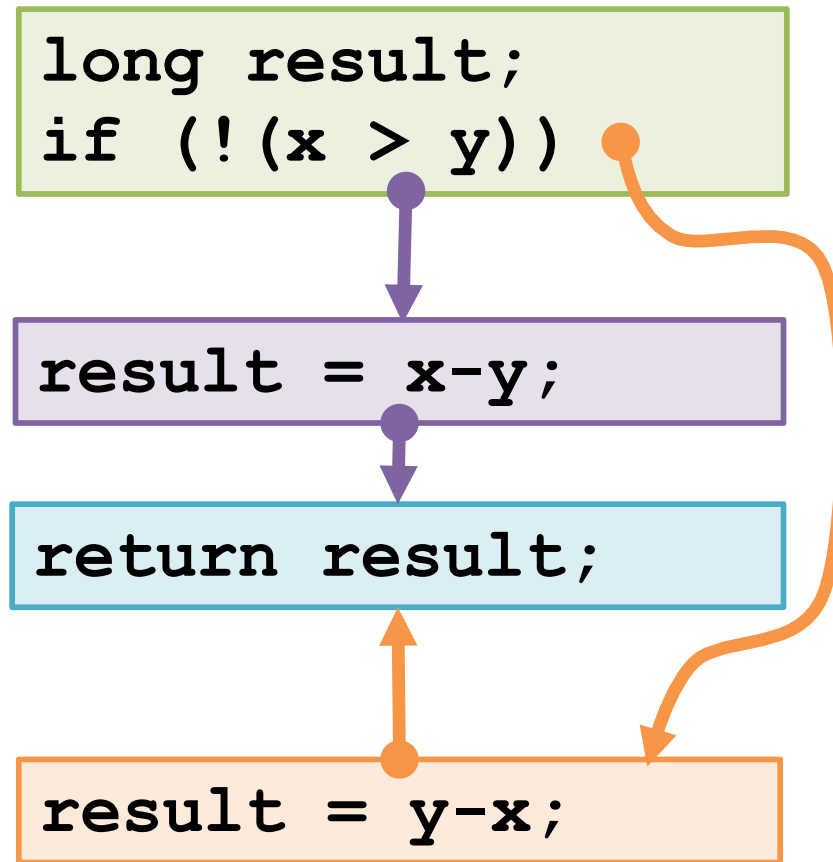 long result;
if (!(x > y))
result = x-y;
return result;
result = y-x;